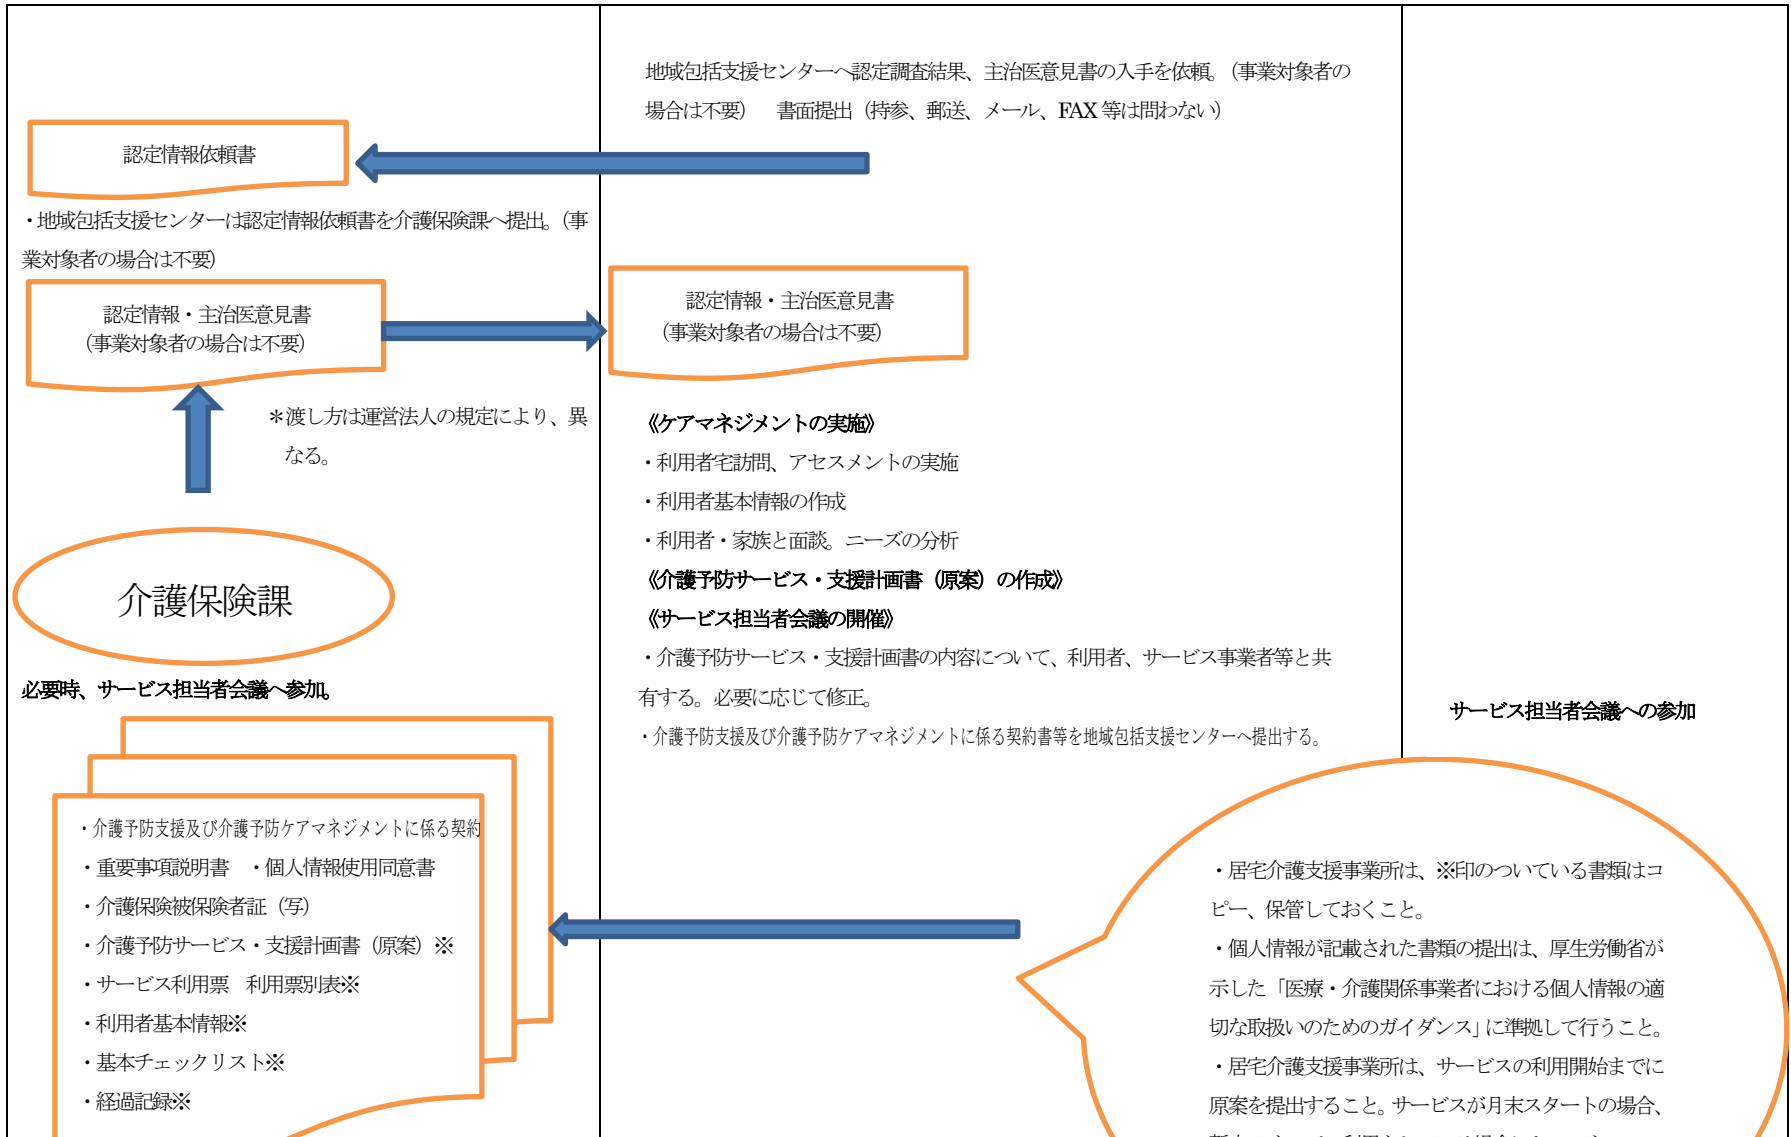 地域包括支援センターへ認定調査結果、主治医意見書の入手を依頼。（事業対象者の
場合は不要）　書面提出（持参、郵送、メール、FAX 等は問わない）
認定情報依頼書
・地域包括支援センターは認定情報依頼書を介護保険課へ提出。（事
業対象者の場合は不要）
認定情報・主治医意見書
（事業対象者の場合は不要）
認定情報・主治医意見書
（事業対象者の場合は不要）
＊渡し方は運営法人の規定により、異
なる。
介護保険課
必要時、サービス担当者会議へ参加。
《ケアマネジメントの実施》
・利用者宅訪問、アセスメントの実施
・利用者基本情報の作成
・利用者・家族と面談。ニーズの分析
《介護予防サービス・支援計画書（原案）の作成》
《サービス担当者会議の開催》
・介護予防サービス・支援計画書の内容について、利用者、サービス事業者等と共
有する。必要に応じて修正。
・介護予防支援及び介護予防ケアマネジメントに係る契約書等を地域包括支援センターへ提出する。
サービス担当者会議への参加
・介護予防支援及び介護予防ケアマネジメントに係る契約
・重要事項説明書　・個人情報使用同意書
・介護保険被保険者証（写）
・介護予防サービス・支援計画書（原案）※
・サービス利用票　利用票別表※
・利用者基本情報※
・基本チェックリスト※
・経過記録※
・居宅介護支援事業所は、※印のついている書類はコ
ピー、保管しておくこと。
・個人情報が記載された書類の提出は、厚生労働省が
示した「医療・介護関係事業者における個人情報の適
切な取扱いのためのガイダンス」に準拠して行うこと。
・居宅介護支援事業所は、サービスの利用開始までに
原案を提出すること。サービスが月末スタートの場合、